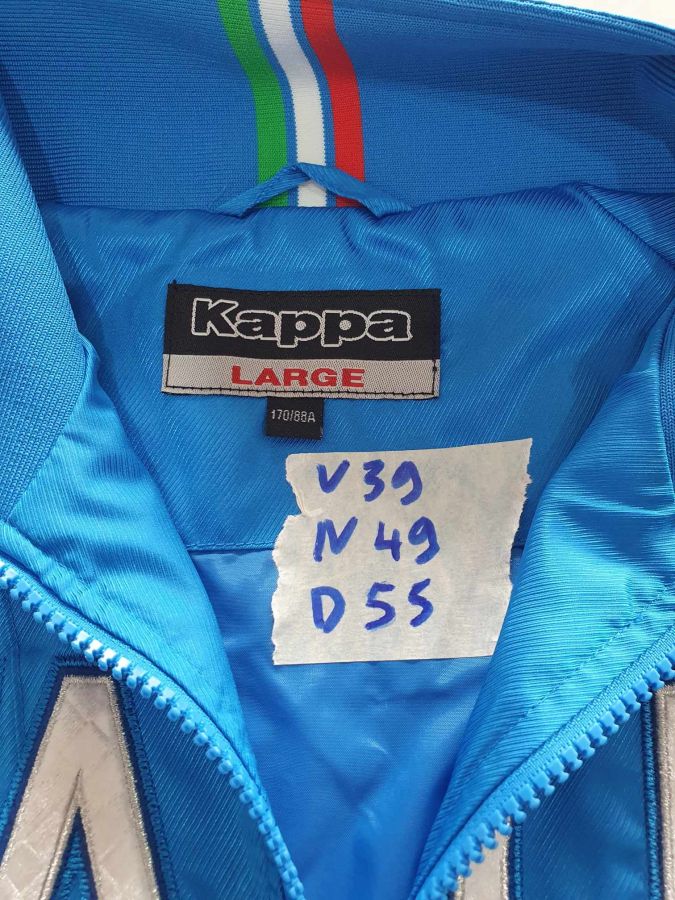 Kappa
LARGE
170/88A
V39
N49
D55